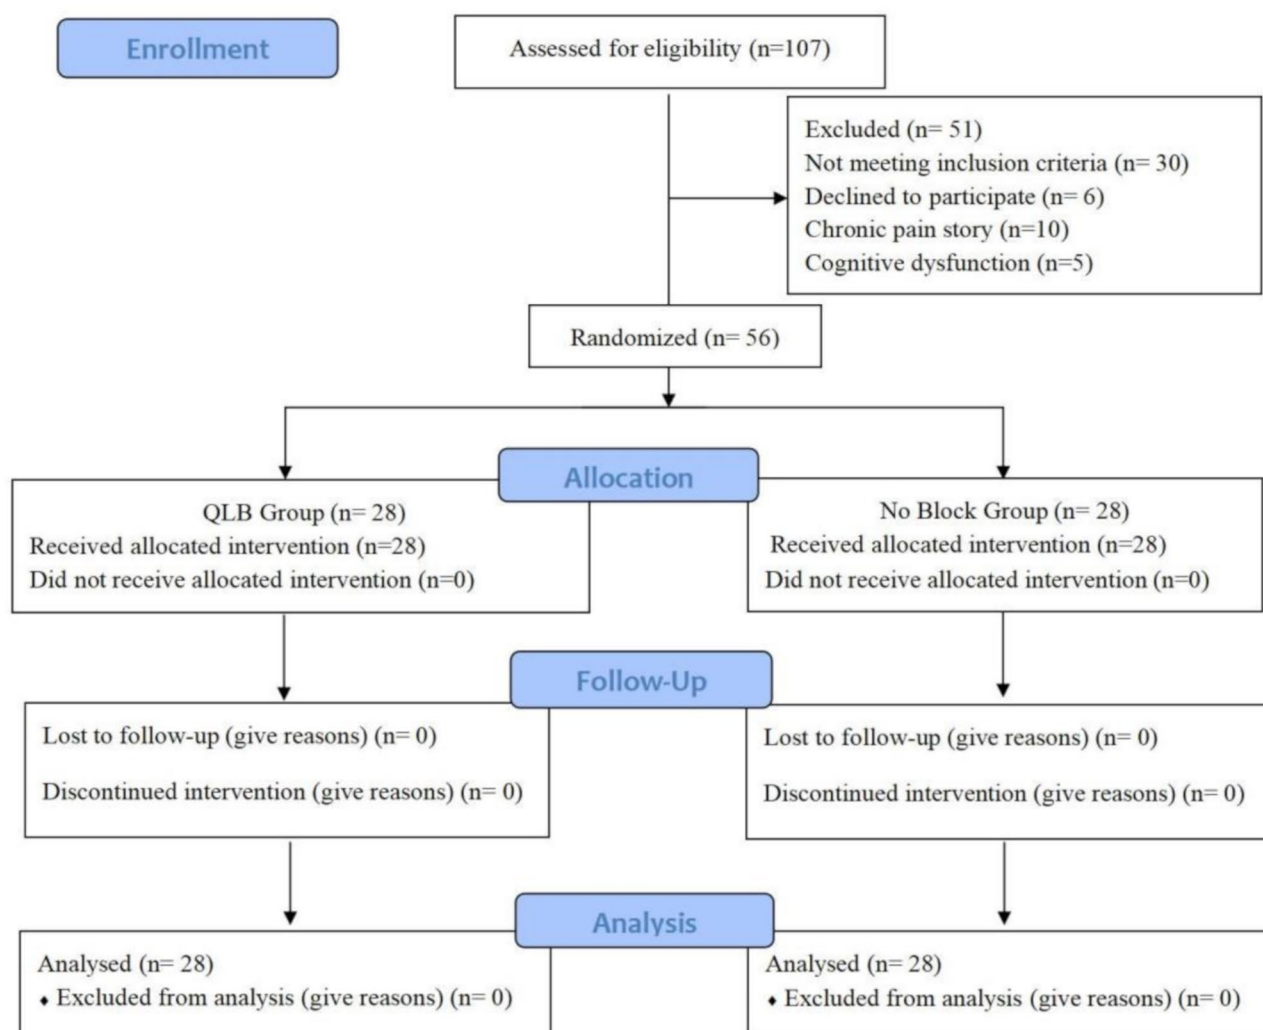 Enrollment
Assessed for eligibility (n=107)
Excluded (n= 51)
Not meeting inclusion criteria (n= 30)
Declined to participate (n= 6)
Chronic pain story (n=10)
Cognitive dysfunction (n=5)
Randomized (n= 56)
Allocation
QLB Group (n= 28)
Received allocated intervention (n=28)
Did not receive allocated intervention (n=0)
No Block Group (n= 28)
Received allocated intervention (n=28)
Did not receive allocated intervention (n=0)
Follow-Up
Lost to follow-up (give reasons) (n= 0)
Discontinued intervention (give reasons) (n= 0)
Lost to follow-up (give reasons) (n= 0)
Discontinued intervention (give reasons) (n= 0)
Analysis
Analysed (n= 28)
♦ Excluded from analysis (give reasons) (n= 0)
Analysed (n= 28)
♦ Excluded from analysis (give reasons) (n= 0)